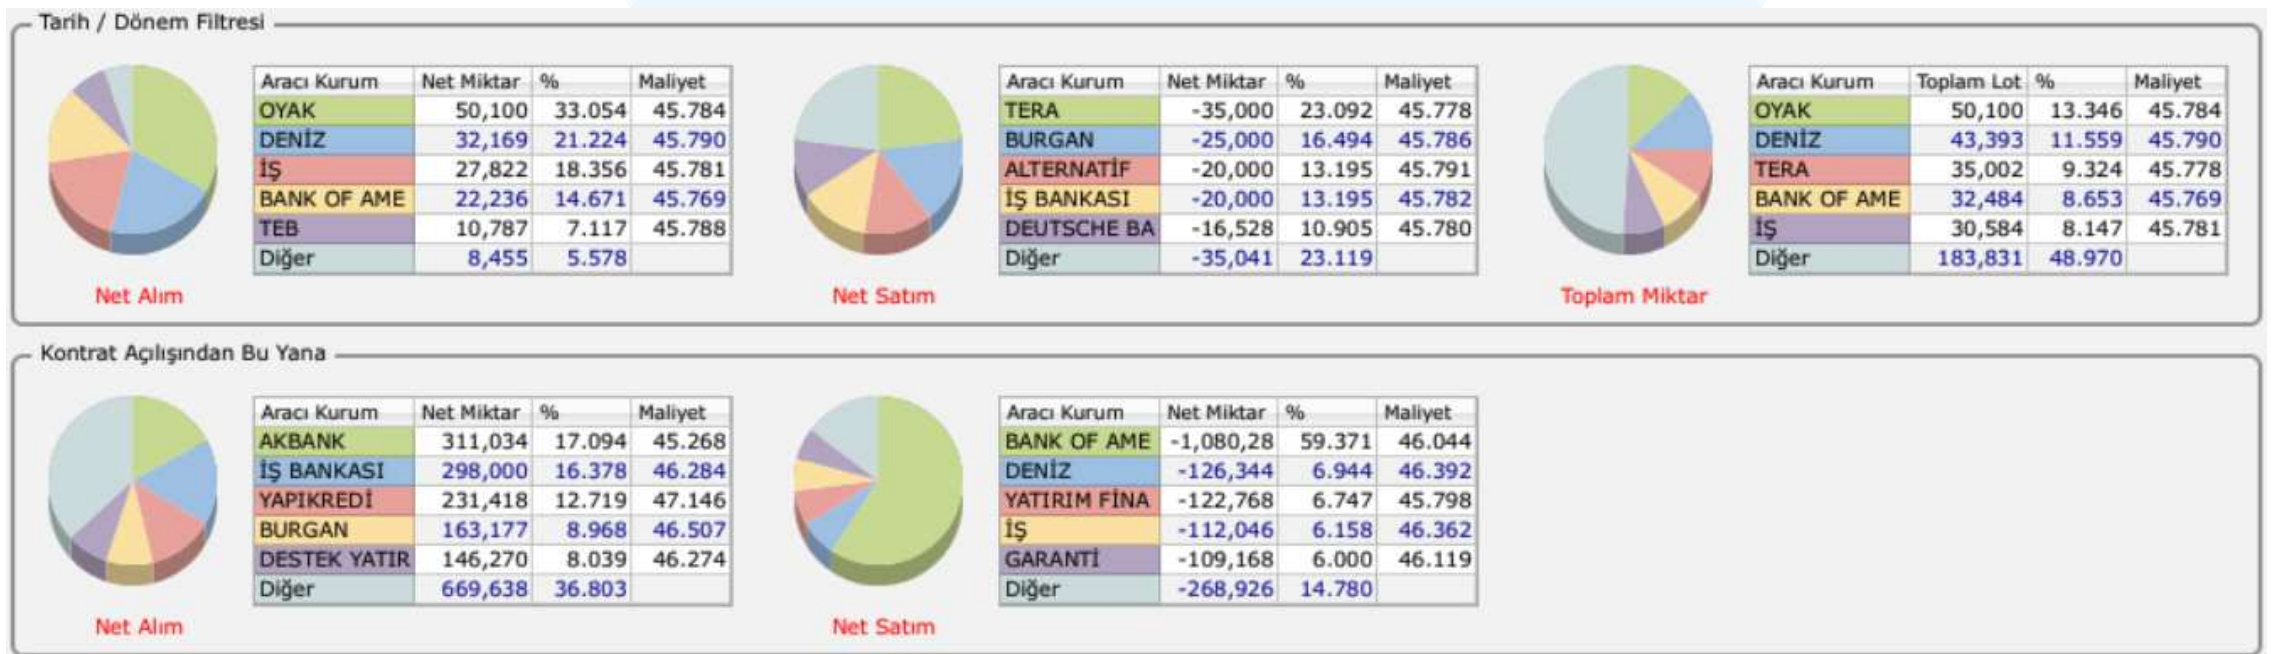 Tarih / Dönem Filtresi
Aracı Kurum Net Miktar % Maliyet
OYAK 50,100 33.054 45.784
DENİZ 32,169 21.224 45.790
İŞ 27,822 18.356 45.781
BANK OF AME 22,236 14.671 45.769
TEB 10,787 7.117 45.788
Diğer 8,455 5.578
Net Alım
Aracı Kurum Net Miktar % Maliyet
TERA -35,000 23.092 45.778
BURGAN -25,000 16.494 45.786
ALTERNATİF -20,000 13.195 45.791
İŞ BANKASI -20,000 13.195 45.782
DEUTSCHE BA -16,528 10.905 45.780
Diğer -35,041 23.119
Net Satım
Aracı Kurum Toplam Lot % Maliyet
OYAK 50,100 13.346 45.784
DENİZ 43,393 11.559 45.790
TERA 35,002 9.324 45.778
BANK OF AME 32,484 8.653 45.769
İŞ 30,584 8.147 45.781
Diğer 183,831 48.970
Toplam Miktar
Kontrat Açılışından Bu Yana
Aracı Kurum Net Miktar % Maliyet
AKBANK 311,034 17.094 45.268
İŞ BANKASI 298,000 16.378 46.284
YAPIKREDİ 231,418 12.719 47.146
BURGAN 163,177 8.968 46.507
DESTEK YATIR 146,270 8.039 46.274
Diğer 669,638 36.803
Net Alım
Aracı Kurum Net Miktar % Maliyet
BANK OF AME -1,080,28 59.371 46.044
DENİZ -126,344 6.944 46.392
YATIRIM FİNA -122,768 6.747 45.798
İŞ -112,046 6.158 46.362
GARANTİ -109,168 6.000 46.119
Diğer -268,926 14.780
Net Satım